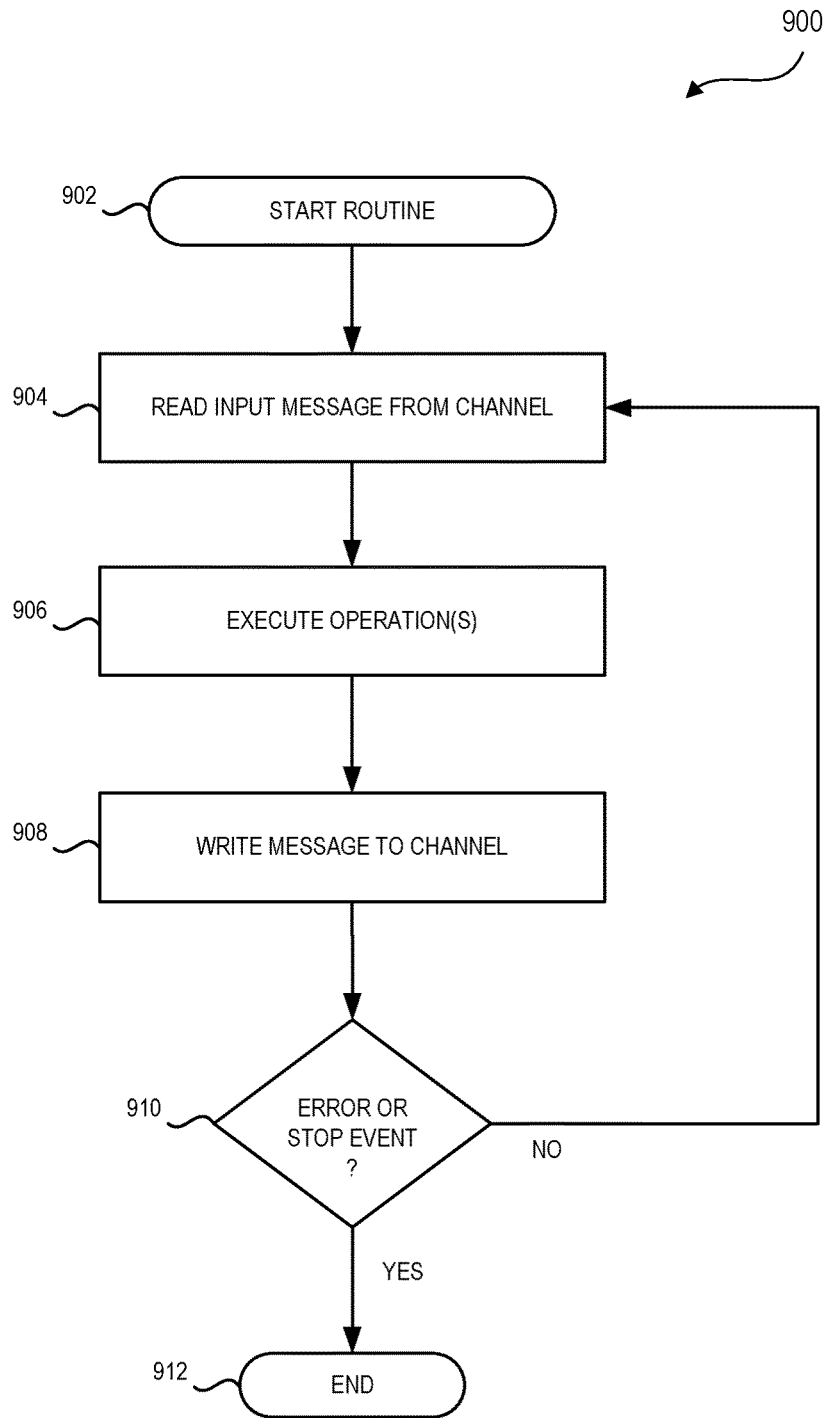 900
902
START ROUTINE
904
READ INPUT MESSAGE FROM CHANNEL
906
EXECUTE OPERATION(S)
908
WRITE MESSAGE TO CHANNEL
910
ERROR OR
STOP EVENT
?
NO
YES
912
END